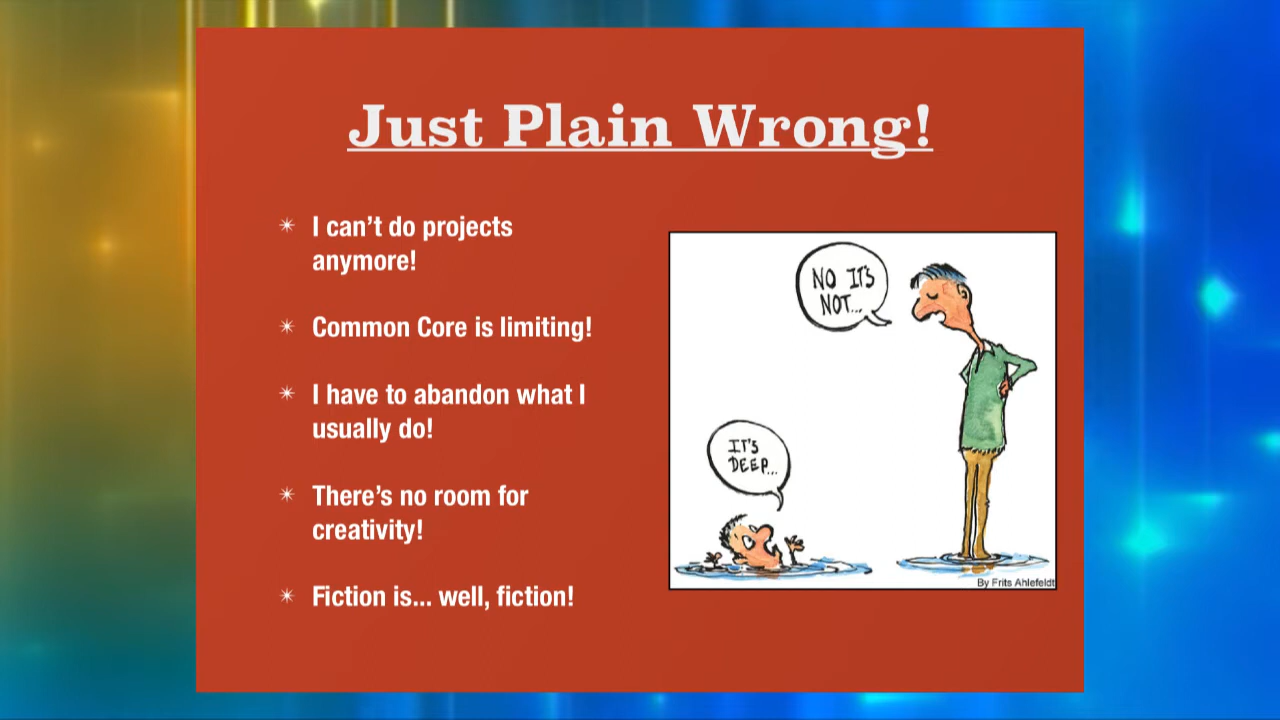 Just Plain Wrong!
I can't do projects
anymore!
Common Core is limiting!
I have to abandon what I
usually do!
There's no room for
creativity!
Fiction is... well, fiction!
NO IT'S
NOT...
IT'S
DEEP...
By Frits Ahlefeldt